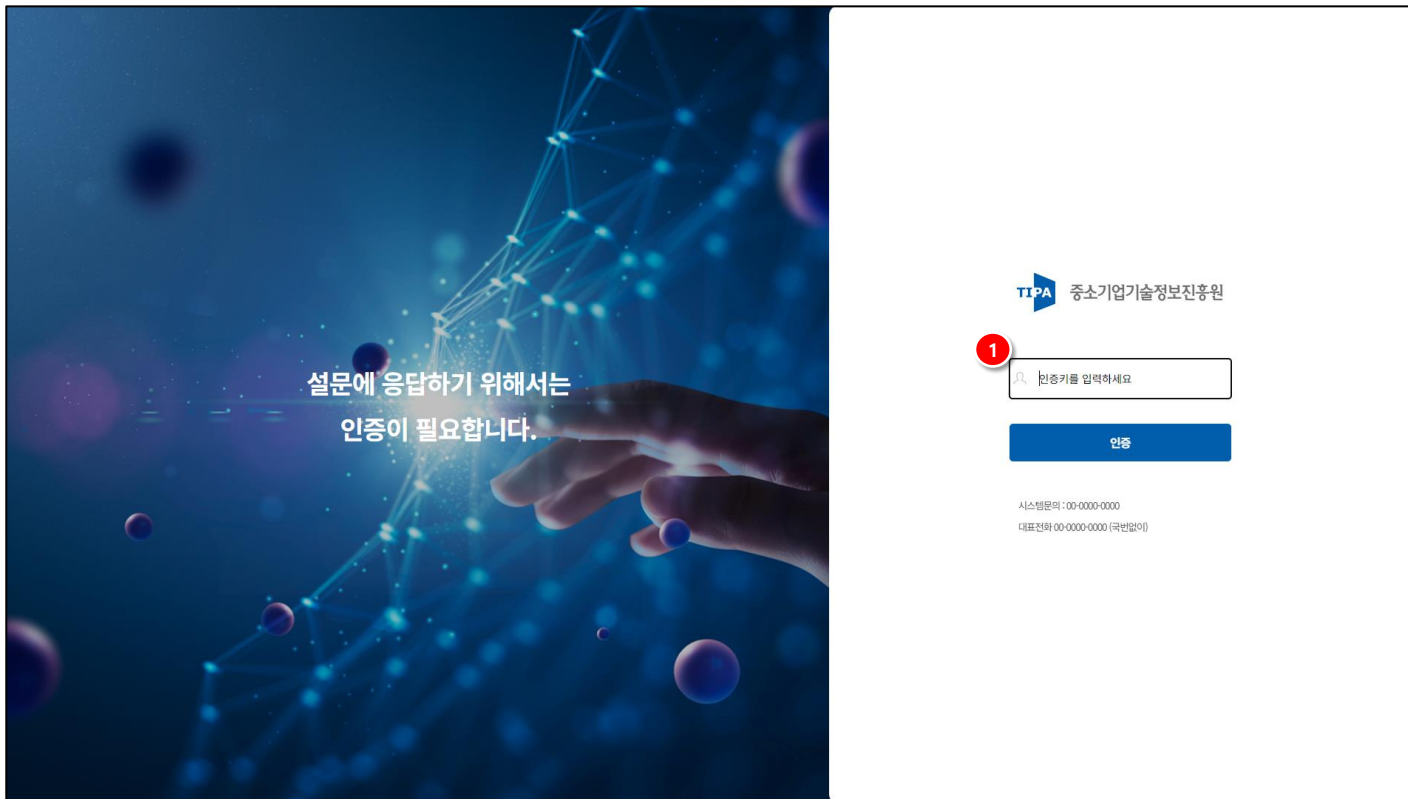 설문에 응답하기 위해서는
인증이 필요합니다.
TIPA 중소기업기술정보진흥원
1
인증키를 입력하세요
인증
시스템문의 : 00-0000-0000
대표전화 00-0000-0000 (국번없이)